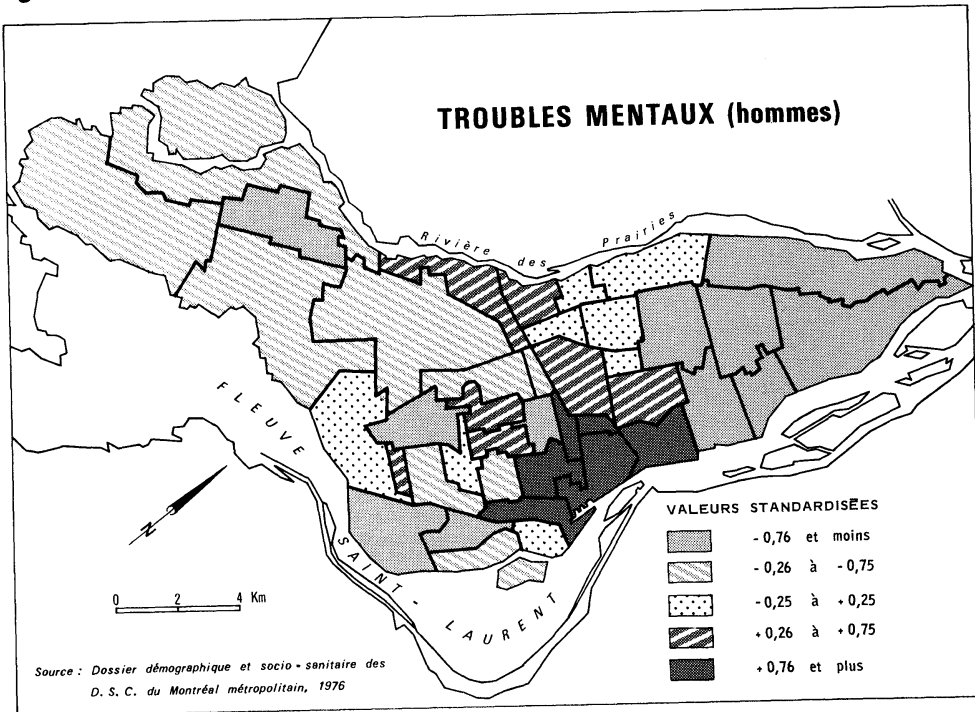 TROUBLES MENTAUX (hommes)
Rivière des Prairies
FLEUVE SAINT-LAURENT
N
0 2 4 Km
VALEURS STANDARDISÉES
- 0,76 et moins
- 0,26 à - 0,75
- 0,25 à + 0,25
+ 0,26 à + 0,75
+ 0,76 et plus
Source : Dossier démographique et socio-sanitaire des
D. S. C. du Montréal métropolitain, 1976